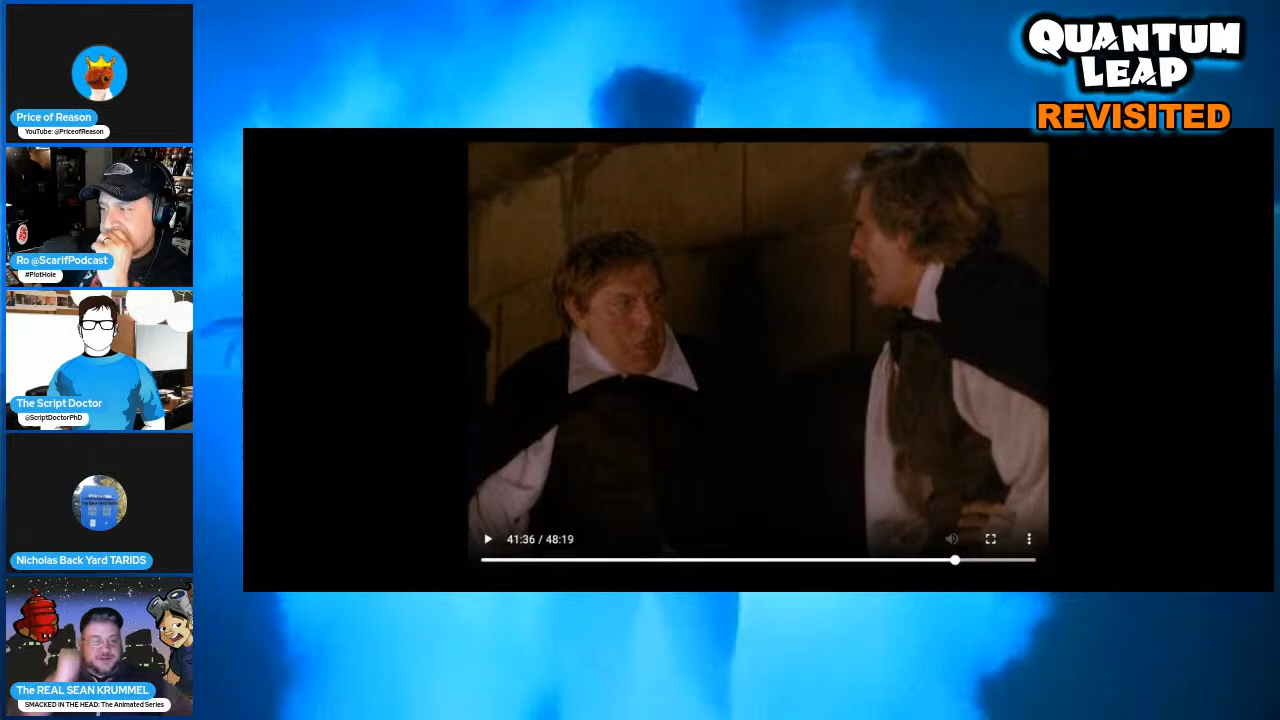 Price of Reason
YouTube: @PriceofReason
Ro @ScarifPodcast
#PlotHole
The Script Doctor
@ScriptDoctorPhD
Nicholas Back Yard TARIDS
The REAL SEAN KRUMMEL
SMACKED IN THE HEAD: The Animated Series
QUANTUM
LEAP
REVISITED
41:36 / 48:19